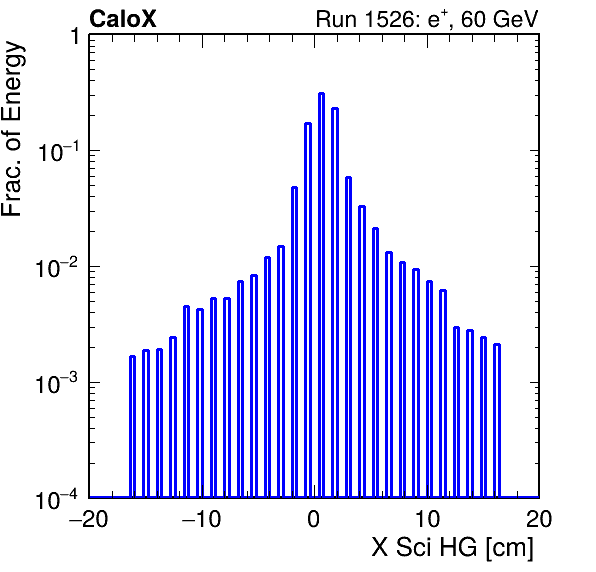 CaloX Run 1526: e⁺, 60 GeV
Frac. of Energy
1
10⁻¹
10⁻²
10⁻³
10⁻⁴
−20 −10 0 10 20
X Sci HG [cm]